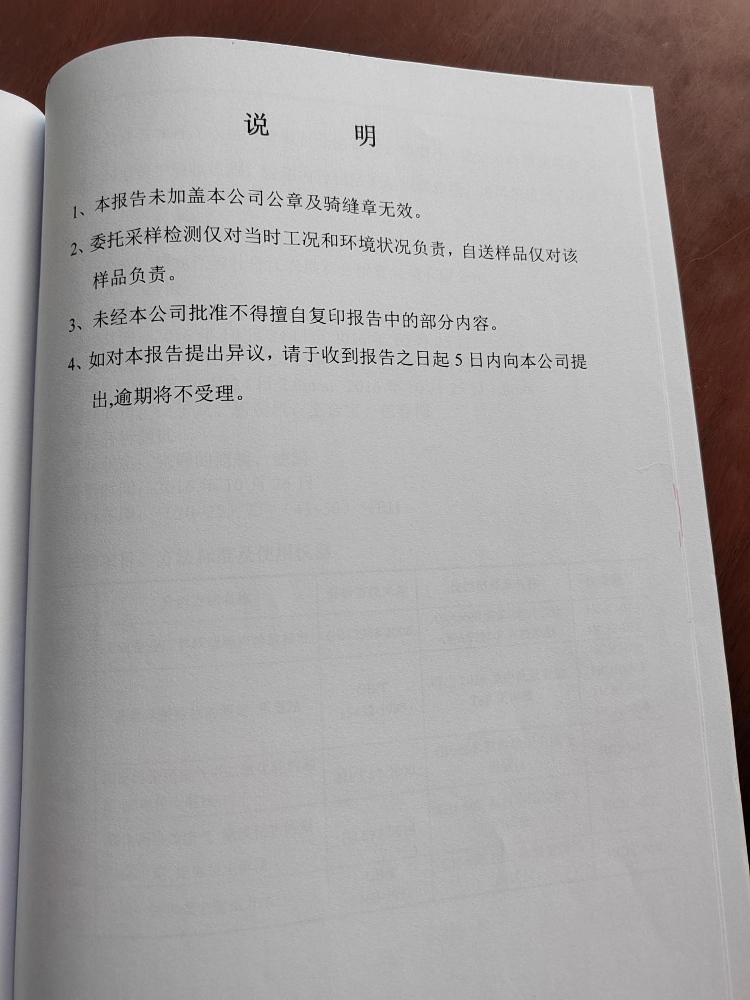 说 明
1、本报告未加盖本公司公章及骑缝章无效。
2、委托采样检测仅对当时工况和环境状况负责，自送样品仅对该
样品负责。
3、未经本公司批准不得擅自复印报告中的部分内容。
4、如对本报告提出异议，请于收到报告之日起 5 日内向本公司提
出,逾期将不受理。